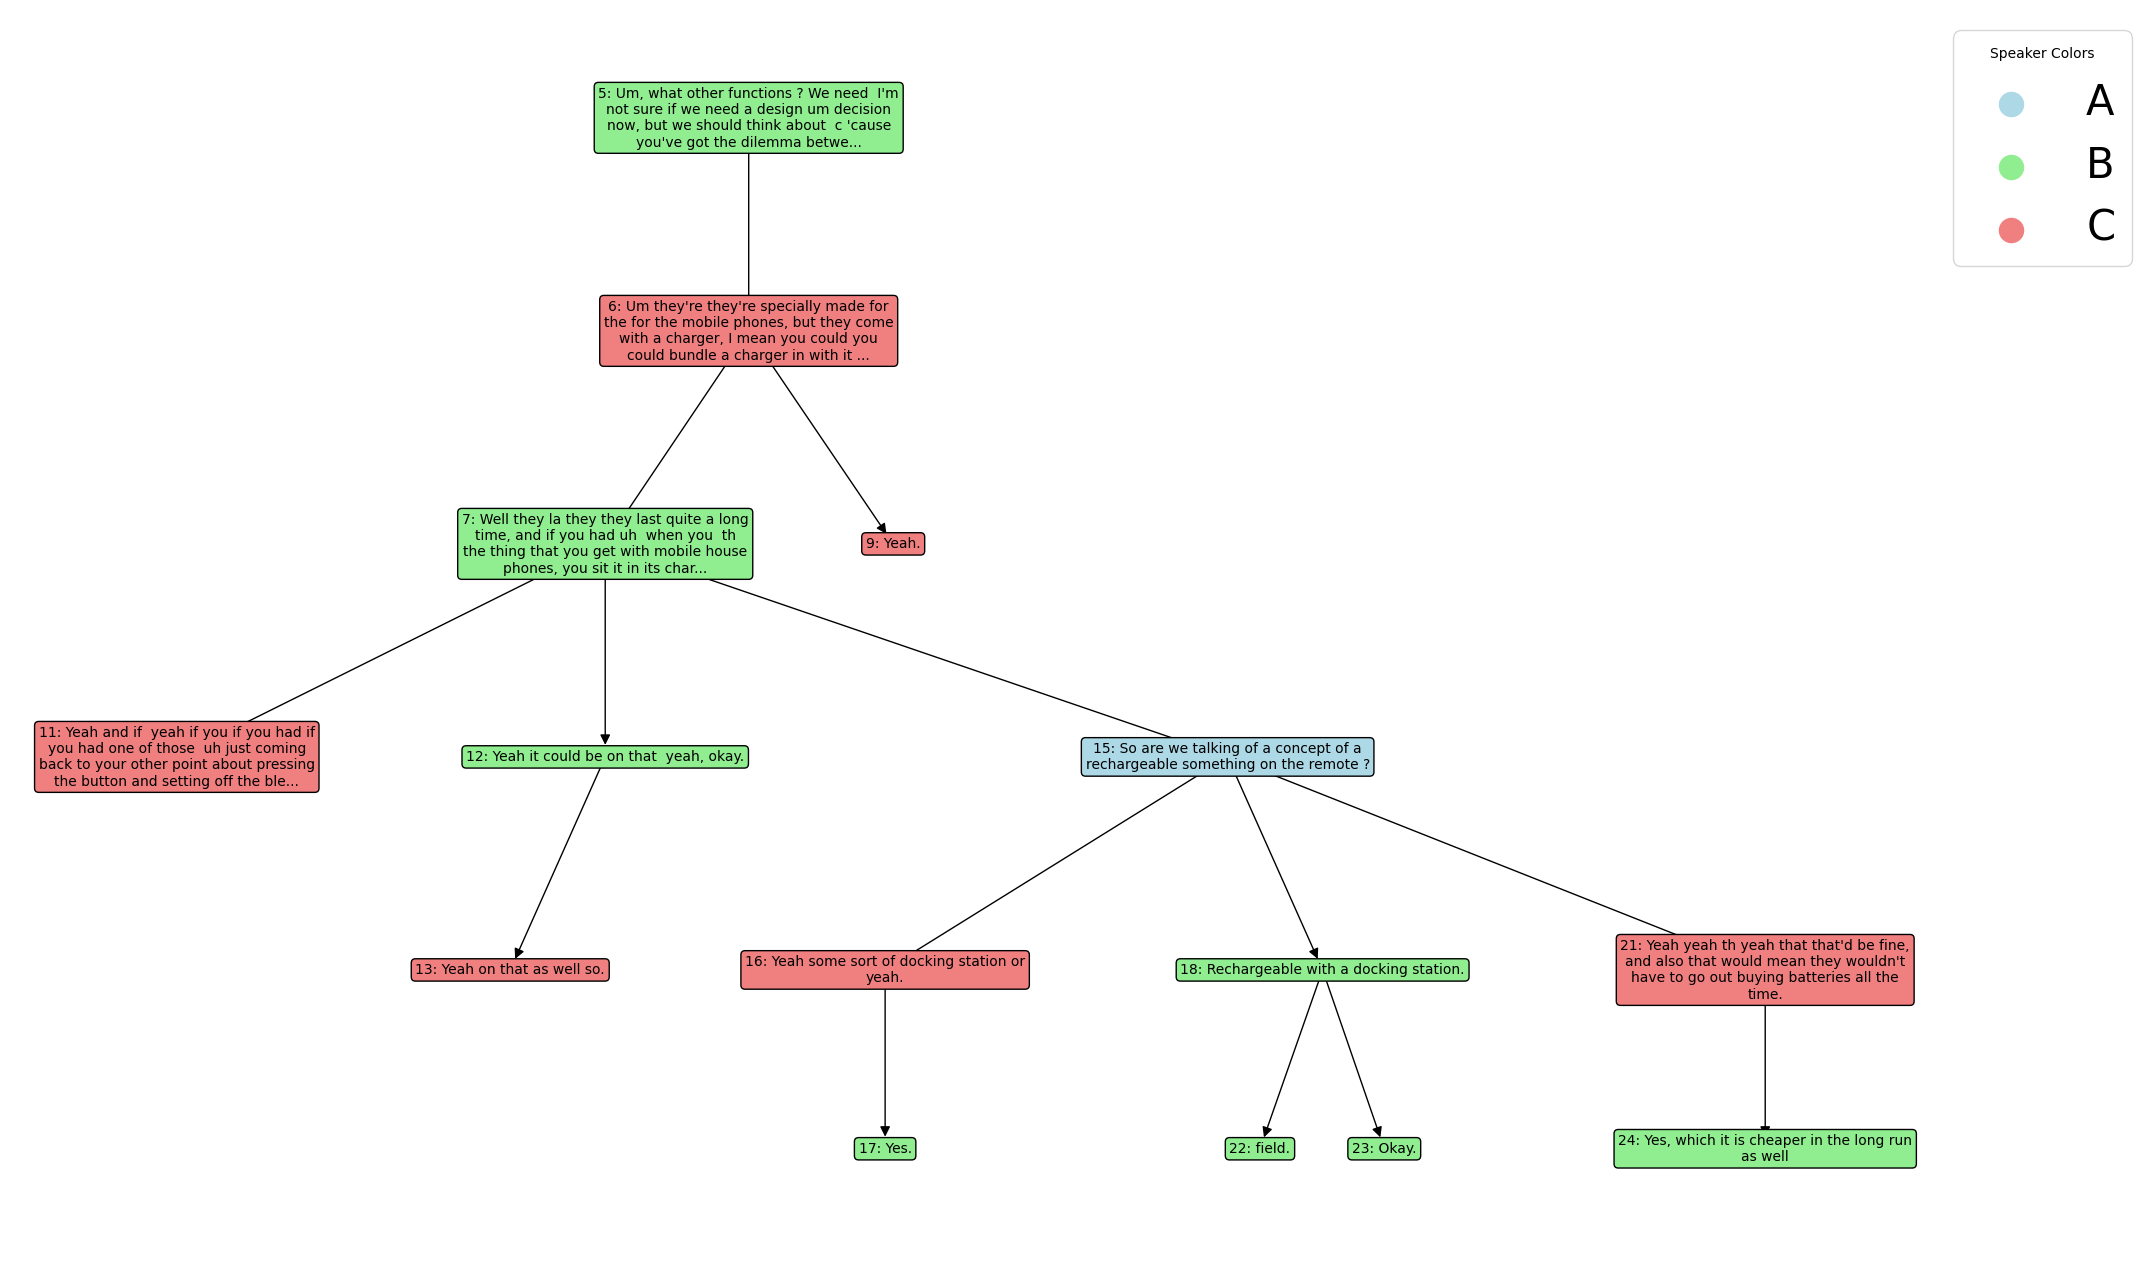 5: Um, what other functions ? We need  I'm
not sure if we need a design um decision
now, but we should think about  c 'cause
you've got the dilemma betwe...
Speaker Colors
A
B
C
6: Um they're they're specially made for
the for the mobile phones, but they come
with a charger, I mean you could you
could bundle a charger in with it ...
7: Well they la they they last quite a long
time, and if you had uh  when you  th
the thing that you get with mobile house
phones, you sit it in its char...
9: Yeah.
11: Yeah and if  yeah if you if you had if
you had one of those  uh just coming
back to your other point about pressing
the button and setting off the ble...
12: Yeah it could be on that  yeah, okay.
15: So are we talking of a concept of a
rechargeable something on the remote ?
13: Yeah on that as well so.
16: Yeah some sort of docking station or
yeah.
18: Rechargeable with a docking station.
21: Yeah yeah th yeah that that'd be fine,
and also that would mean they wouldn't
have to go out buying batteries all the
time.
17: Yes.
22: field.
23: Okay.
24: Yes, which it is cheaper in the long run
as well